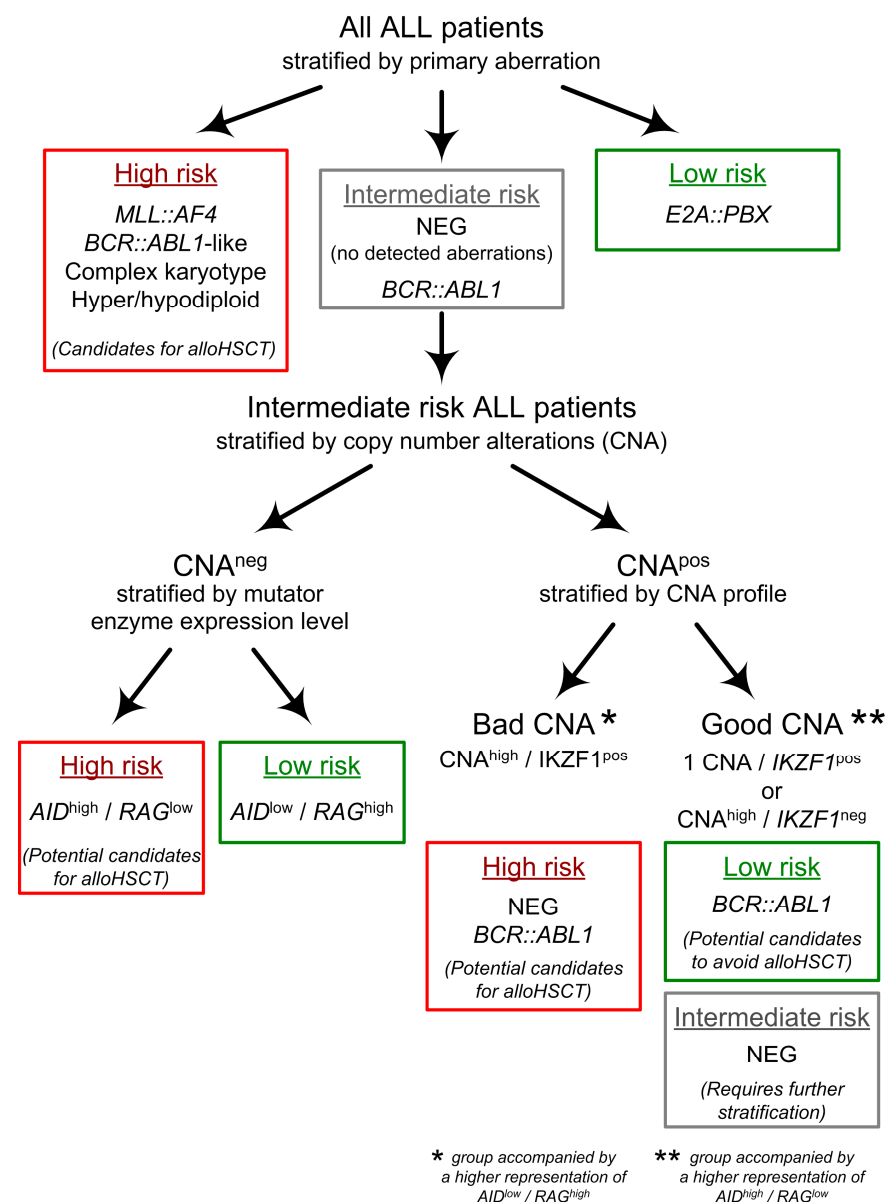 All ALL patients
stratified by primary aberration
High risk
MLL::AF4
BCR::ABL1-like
Complex karyotype
Hyper/hypodiploid
(Candidates for alloHSCT)
Intermediate risk
NEG
(no detected aberrations)
BCR::ABL1
Low risk
E2A::PBX
Intermediate risk ALL patients
stratified by copy number alterations (CNA)
CNAneg
stratified by mutator
enzyme expression level
CNApos
stratified by CNA profile
High risk
AIDhigh / RAGlow
(Potential candidates
for alloHSCT)
Low risk
AIDlow / RAGhigh
Bad CNA *
CNAhigh / IKZF1pos
High risk
NEG
BCR::ABL1
(Potential candidates
for alloHSCT)
Good CNA **
1 CNA / IKZF1pos
or
CNAhigh / IKZF1neg
Low risk
BCR::ABL1
(Potential candidates
to avoid alloHSCT)
Intermediate risk
NEG
(Requires further
stratification)
* group accompanied by
a higher representation of
AIDlow / RAGhigh
** group accompanied by
a higher representation of
AIDhigh / RAGlow